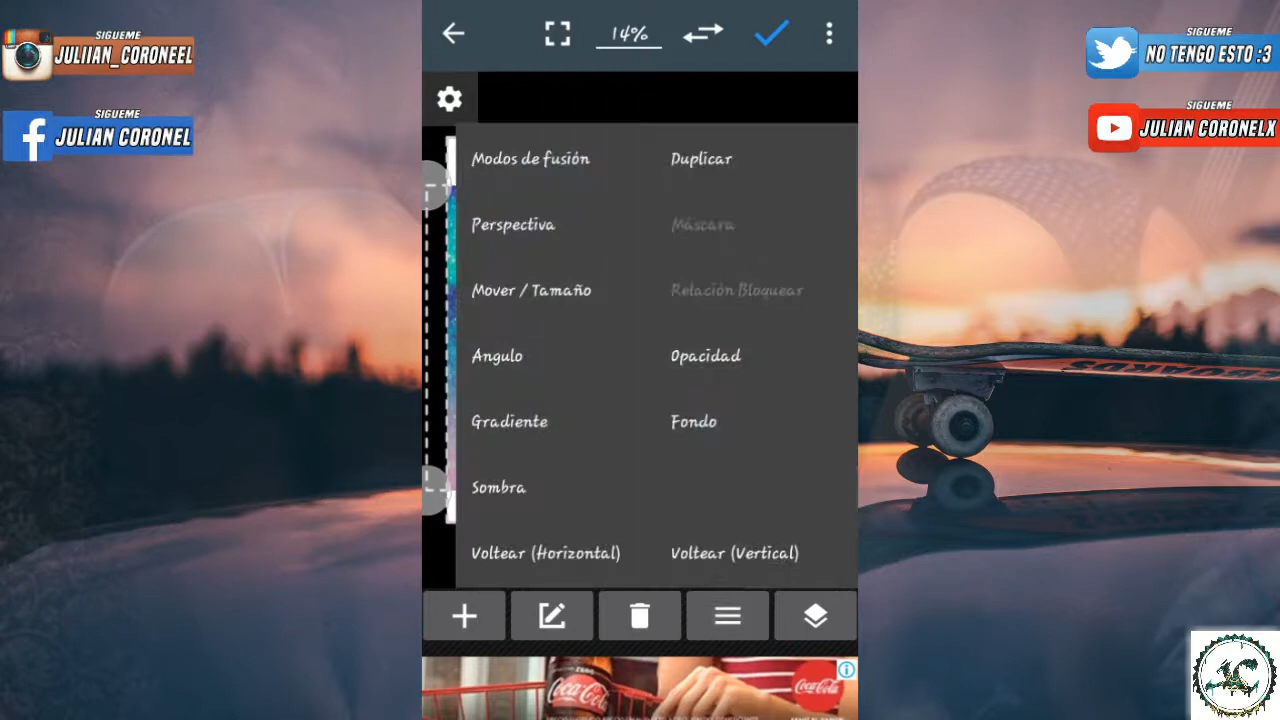 SIGUEME
JULIIAN_CORONEEL
SIGUEME
JULIAN CORONEL
14%
Modos de fusión
Duplicar
Perspectiva
Máscara
Mover / Tamaño
Relación Bloquear
Angulo
Opacidad
Gradiente
Fondo
Sombra
Voltear (Horizontal)
Voltear (Vertical)
ZERO
Coca-Cola
Coca-Cola
SIGUEME
NO TENGO ESTO :3
SIGUEME
JULIAN CORONELX